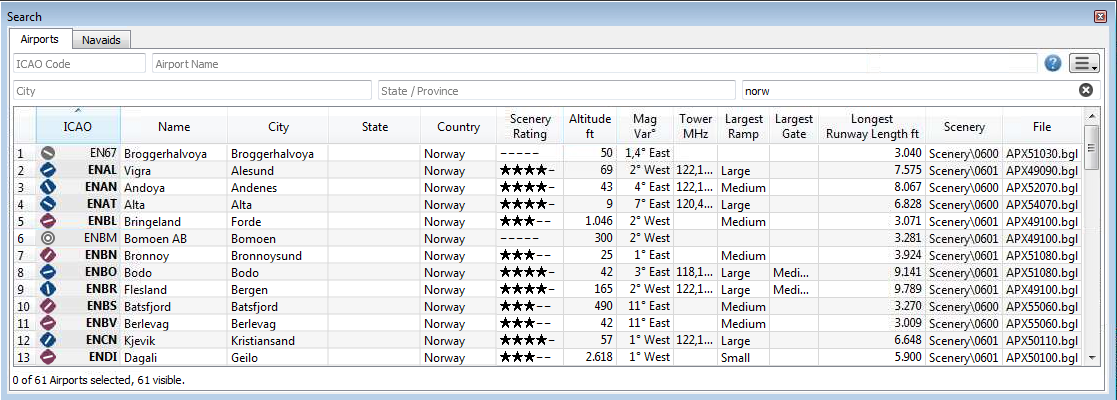 Search
Airports Navaids
ICAO Code Airport Name ?
City State / Province norw
ICAO Name City State Country Scenery Rating Altitude ft Mag Var° Tower MHz Largest Ramp Largest Gate Longest Runway Length ft Scenery File
1 EN67 Broggerhalvoya Broggerhalvoya Norway ----- 50 1,4° East 3.040 Scenery\0600 APX51030.bgl
2 ENAL Vigra Alesund Norway ★★★★- 69 2° West 122,1... Large 7.575 Scenery\0601 APX49090.bgl
3 ENAN Andoya Andenes Norway ★★★★- 43 4° East 122,1... Medium 8.067 Scenery\0601 APX52070.bgl
4 ENAT Alta Alta Norway ★★★★- 9 7° East 120,4... Large 6.828 Scenery\0601 APX54070.bgl
5 ENBL Bringeland Forde Norway ★★★-- 1.046 2° West Medium 3.071 Scenery\0601 APX49100.bgl
6 ENBM Bomoen AB Bomoen Norway ----- 300 2° West 3.281 Scenery\0601 APX49100.bgl
7 ENBN Bronnoy Bronnoysund Norway ★★★-- 25 1° East Medium 3.924 Scenery\0601 APX51080.bgl
8 ENBO Bodo Bodo Norway ★★★★- 42 3° East 118,1... Large Medi... 9.141 Scenery\0601 APX51080.bgl
9 ENBR Flesland Bergen Norway ★★★★- 165 2° West 122,1... Large Medi... 9.789 Scenery\0601 APX49100.bgl
10 ENBS Batsfjord Batsfjord Norway ★★★-- 490 11° East Medium 3.270 Scenery\0600 APX55060.bgl
11 ENBV Berlevag Berlevag Norway ★★★-- 42 11° East Medium 3.009 Scenery\0600 APX55060.bgl
12 ENCN Kjevik Kristiansand Norway ★★★★- 57 1° West 122,1... Large 6.648 Scenery\0601 APX50110.bgl
13 ENDI Dagali Geilo Norway ★★★-- 2.618 1° West Small 5.900 Scenery\0601 APX50100.bgl
0 of 61 Airports selected, 61 visible.